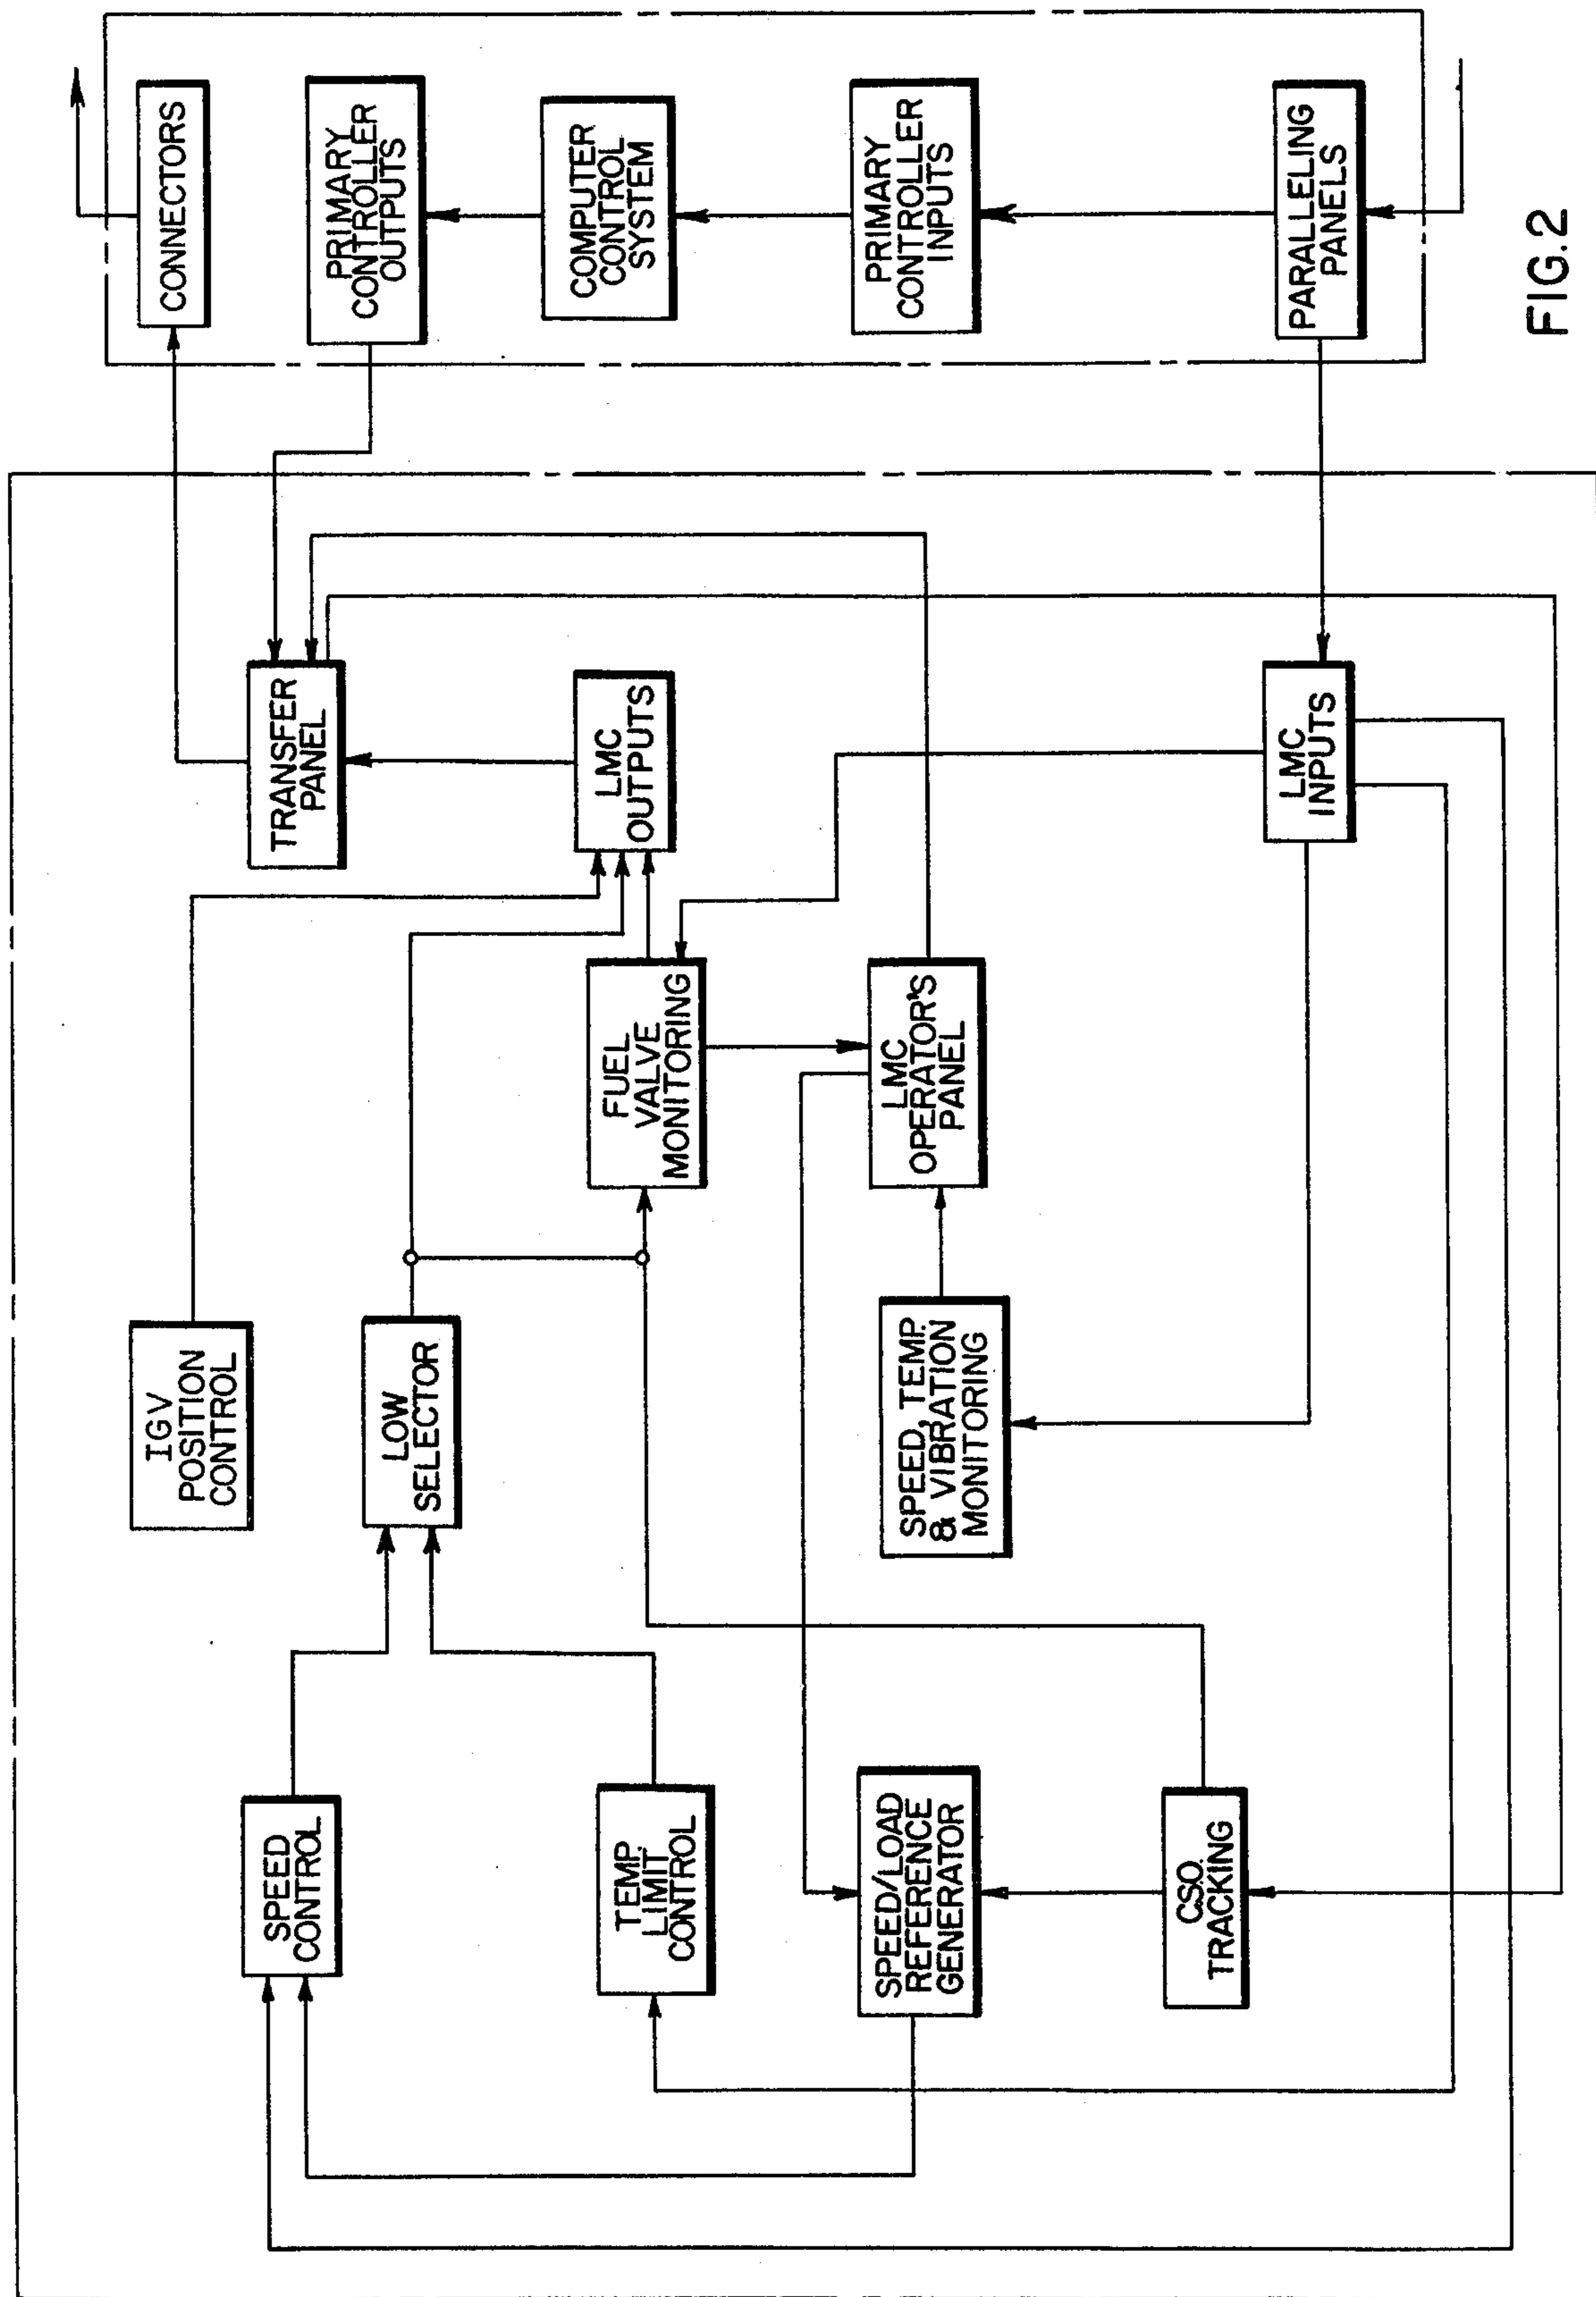 CONNECTORS
PRIMARY
CONTROLLER
OUTPUTS
COMPUTER
CONTROL
SYSTEM
PRIMARY
CONTROLLER
INPUTS
PARALLELING
PANELS
TRANSFER
PANEL
LMC
OUTPUTS
LMC
INPUTS
FUEL
VALVE
MONITORING
LMC
OPERATOR'S
PANEL
IGV
POSITION
CONTROL
LOW
SELECTOR
SPEED, TEMP.
& VIBRATION
MONITORING
SPEED
CONTROL
TEMP.
LIMIT
CONTROL
SPEED/LOAD
REFERENCE
GENERATOR
CSO.
TRACKING
FIG.2